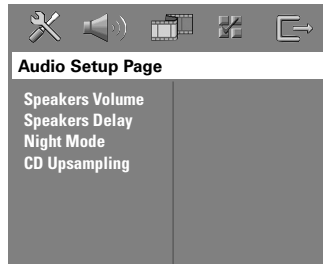 Audio Setup Page
Speakers Volume
Speakers Delay
Night Mode
CD Upsampling